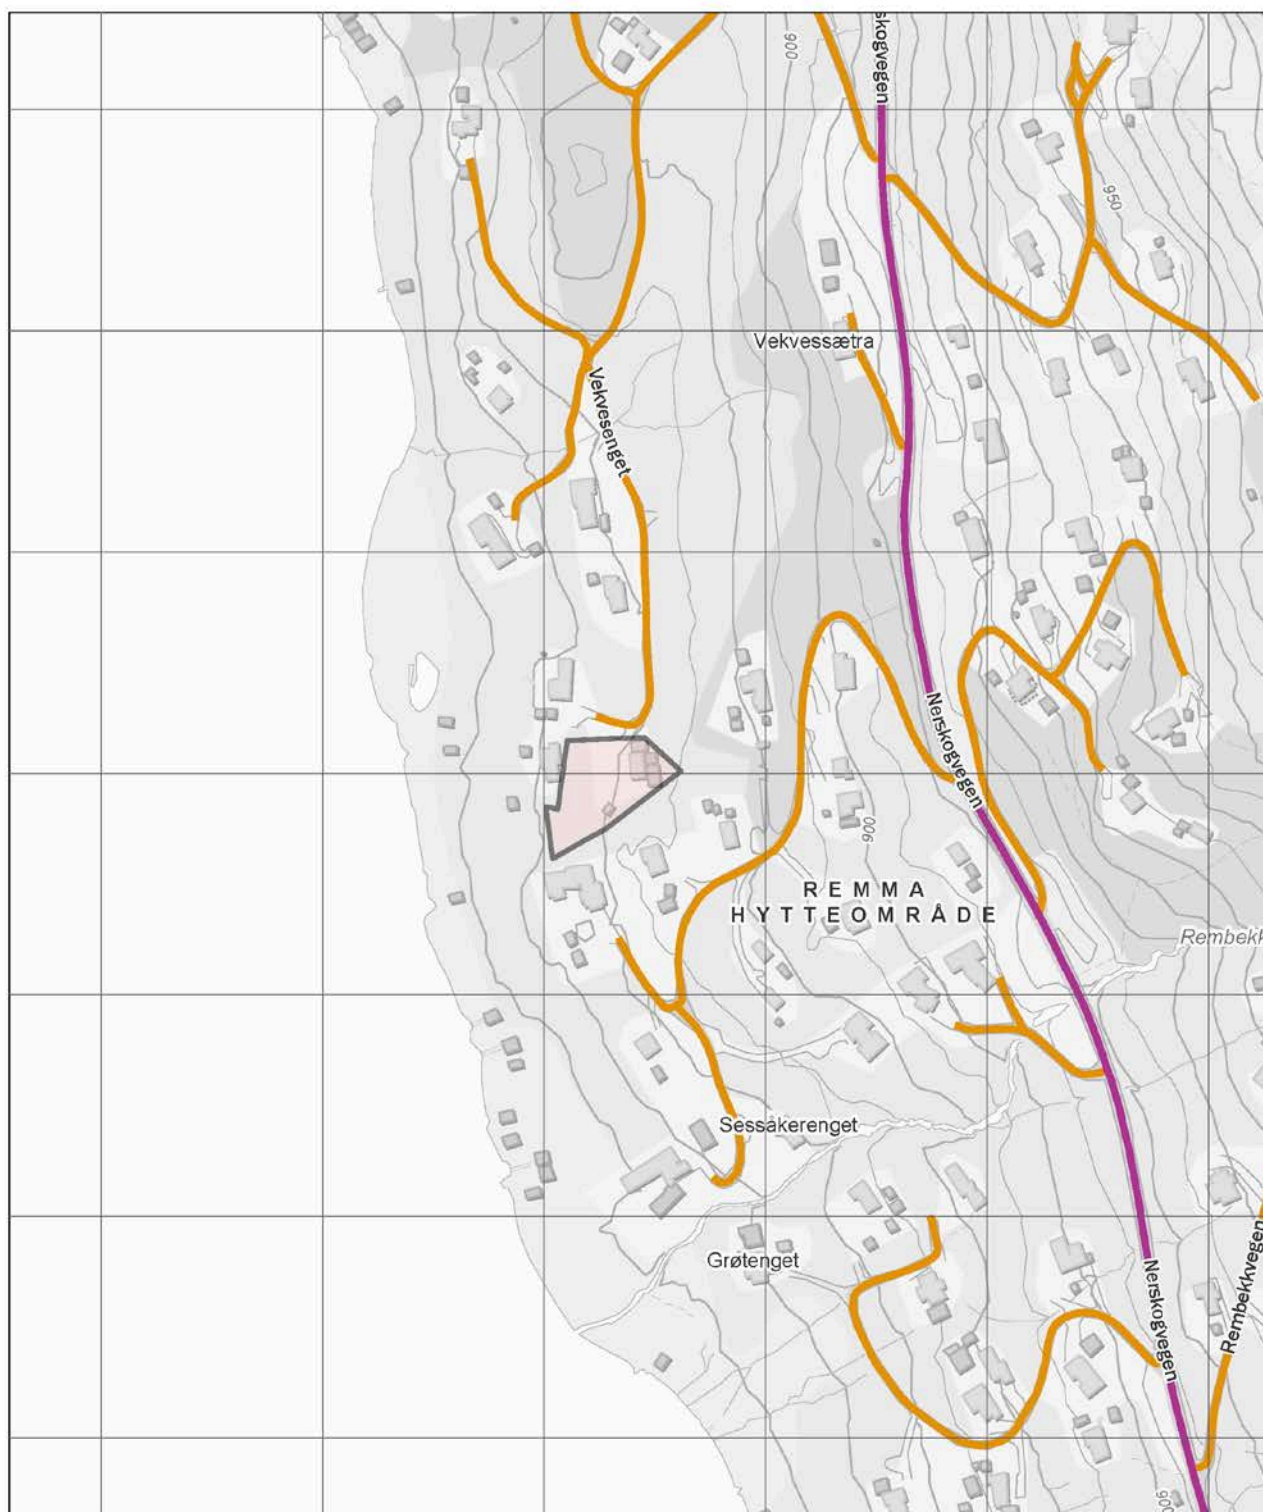 skogvegen
900
950
Vekvessætra
Vekvesenget
Nerskogvegen
900
REMMA
HYTTEOMRÅDE
Rembekk
Sessåkerenget
Grøtenget
Nerskogvegen
Rembekkvegen
900